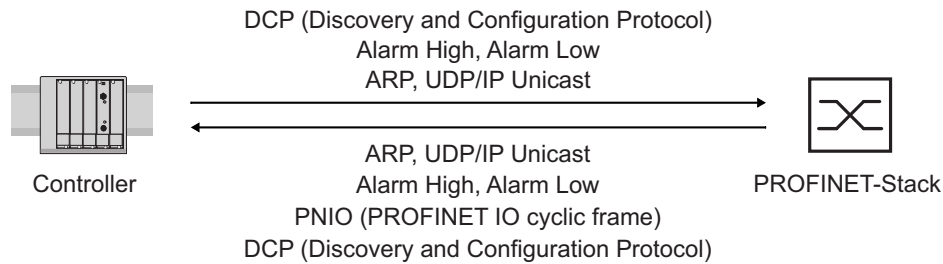 DCP (Discovery and Configuration Protocol)
Alarm High, Alarm Low
ARP, UDP/IP Unicast
ARP, UDP/IP Unicast
Controller
Alarm High, Alarm Low
PROFINET-Stack
PNIO (PROFINET IO cyclic frame)
DCP (Discovery and Configuration Protocol)